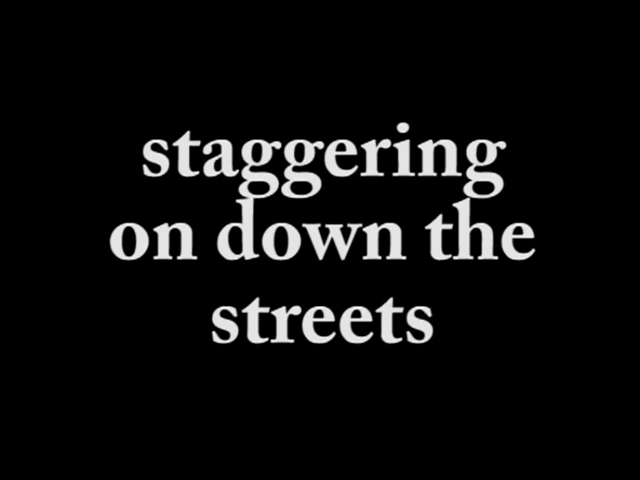 staggering
on down the
streets